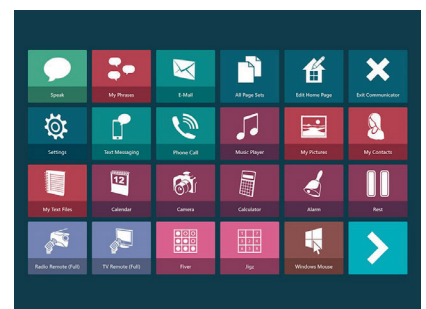 Speak
My Phrases
E-Mail
All Page Sets
Edit Home Page
Exit Communicator
Settings
Text Messaging
Phone Call
Music Player
My Pictures
My Contacts
My Text Files
12
Calendar
Camera
Calculator
Alarm
Rest
Radio Remote (Full)
TV Remote (Full)
Fiver
Jigz
Windows Mouse